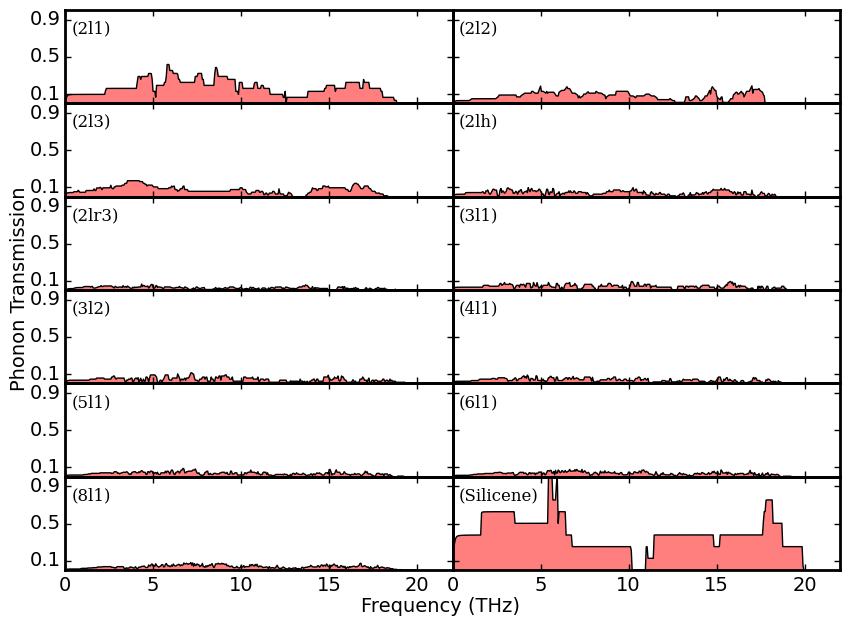 (2l1)
(2l2)
0.9
0.5
0.1
(2l3)
(2lh)
0.9
0.5
0.1
(2lr3)
(3l1)
0.9
0.5
0.1
(3l2)
(4l1)
0.9
0.5
0.1
(5l1)
(6l1)
0.9
0.5
0.1
(8l1)
(Silicene)
0.9
0.5
0.1
0 5 10 15 20 0 5 10 15 20
Frequency (THz)
Phonon Transmission